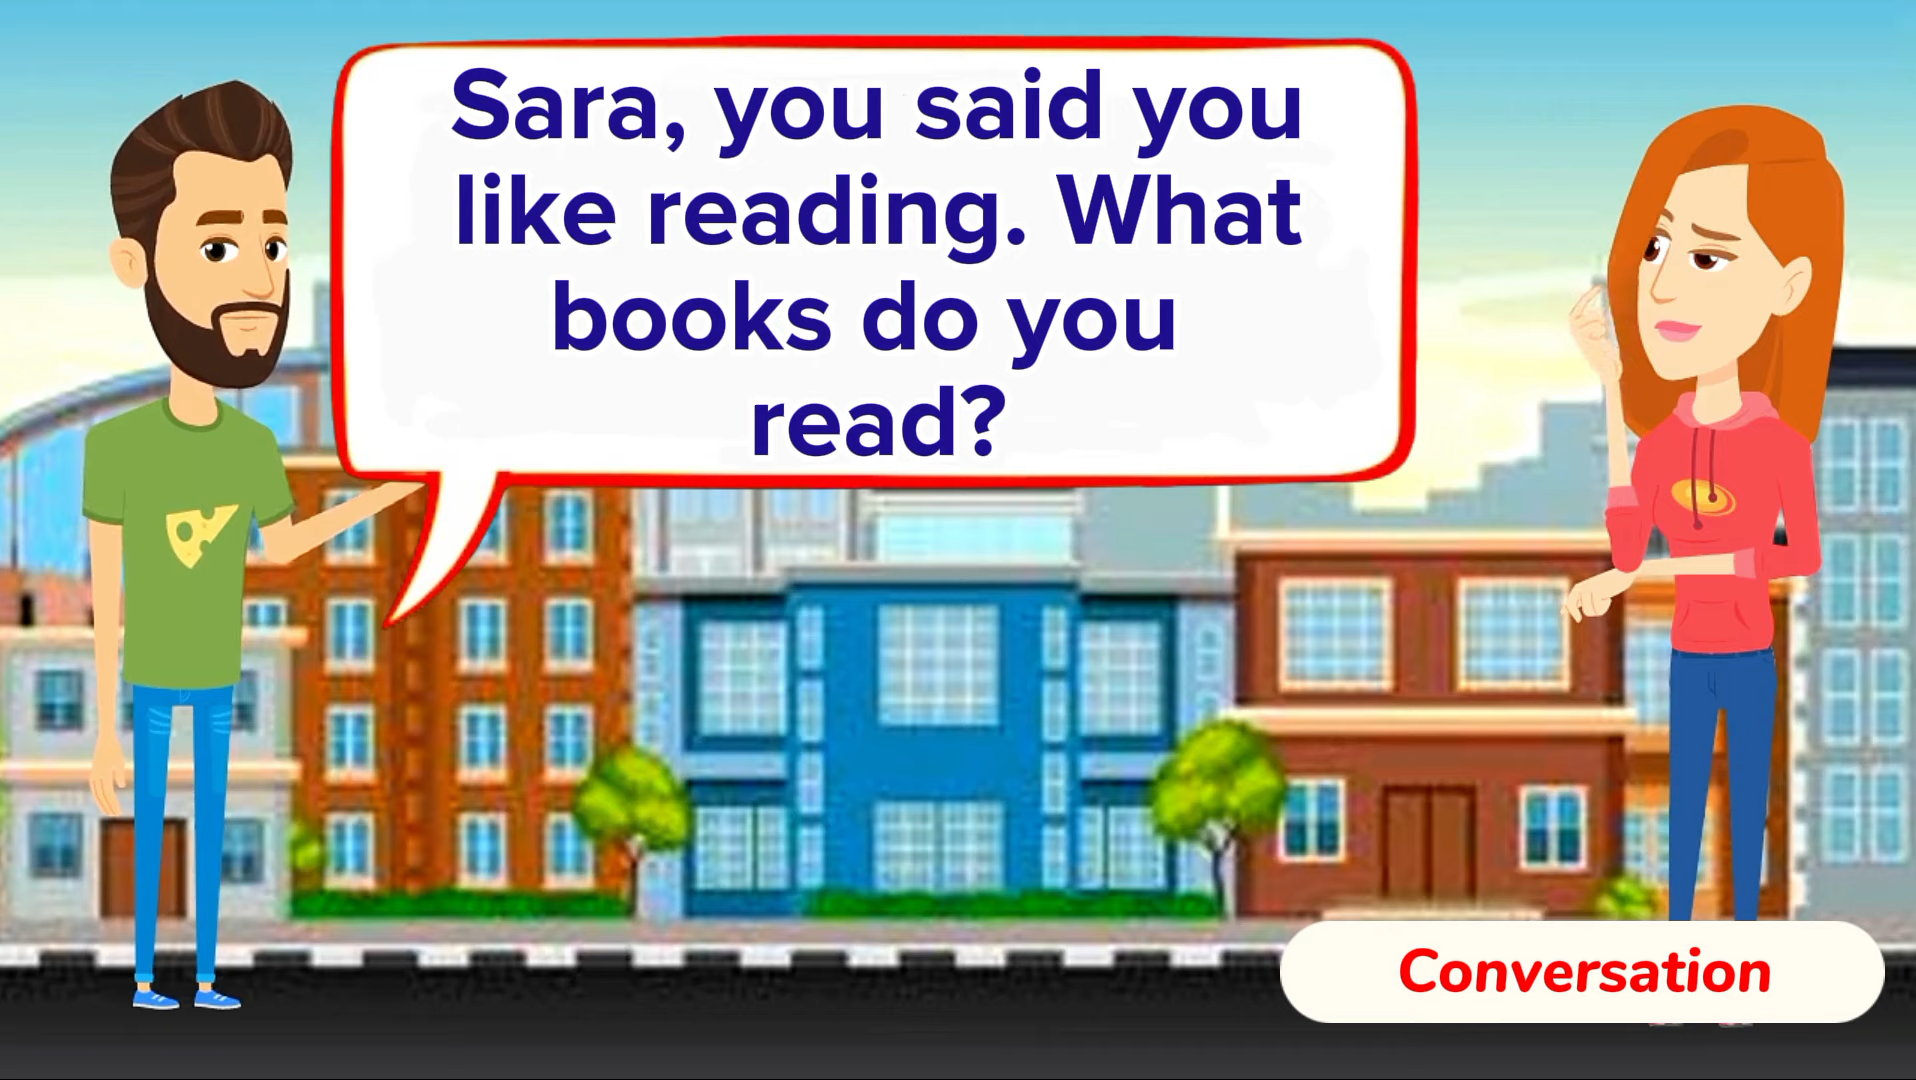 Sara, you said you
like reading. What
books do you
read?
Conversation